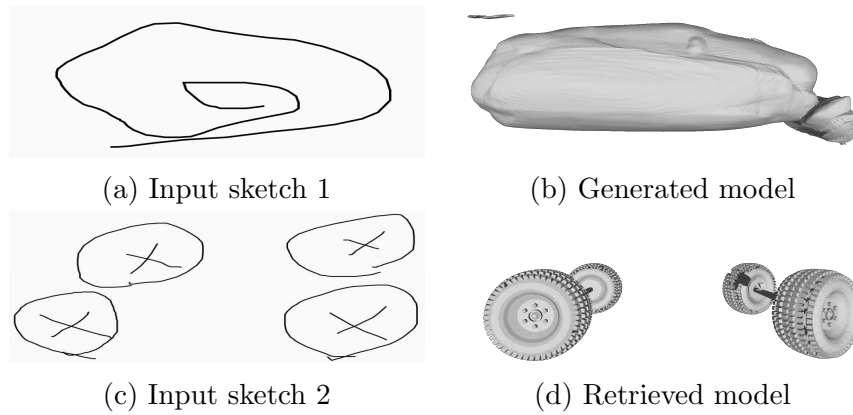 (a) Input sketch 1
(b) Generated model
(c) Input sketch 2
(d) Retrieved model